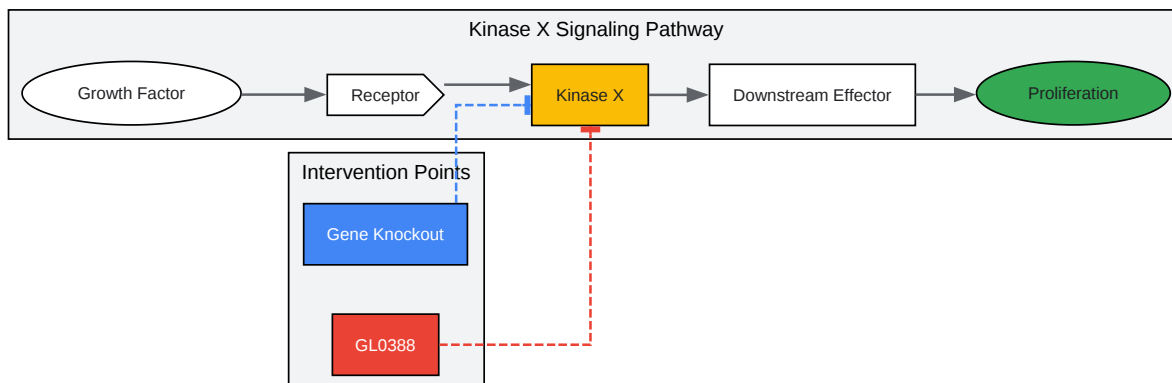 Kinase X Signaling Pathway
Growth Factor
Receptor
Kinase X
Downstream Effector
Proliferation
Intervention Points
Gene Knockout
GL0388